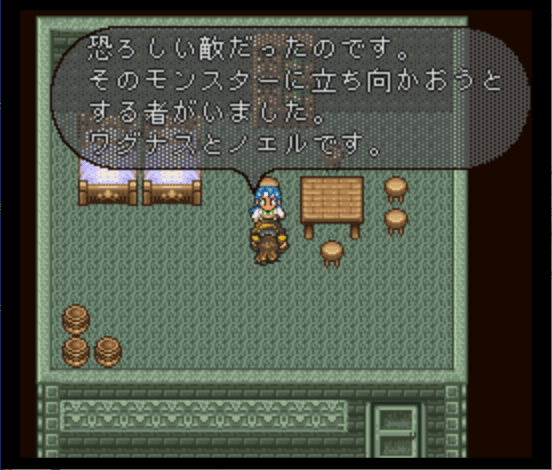 恐ろしい敵だったのです。
そのモンスターに立ち向かおうと
する者がいました。
ワグナスとノエルです。